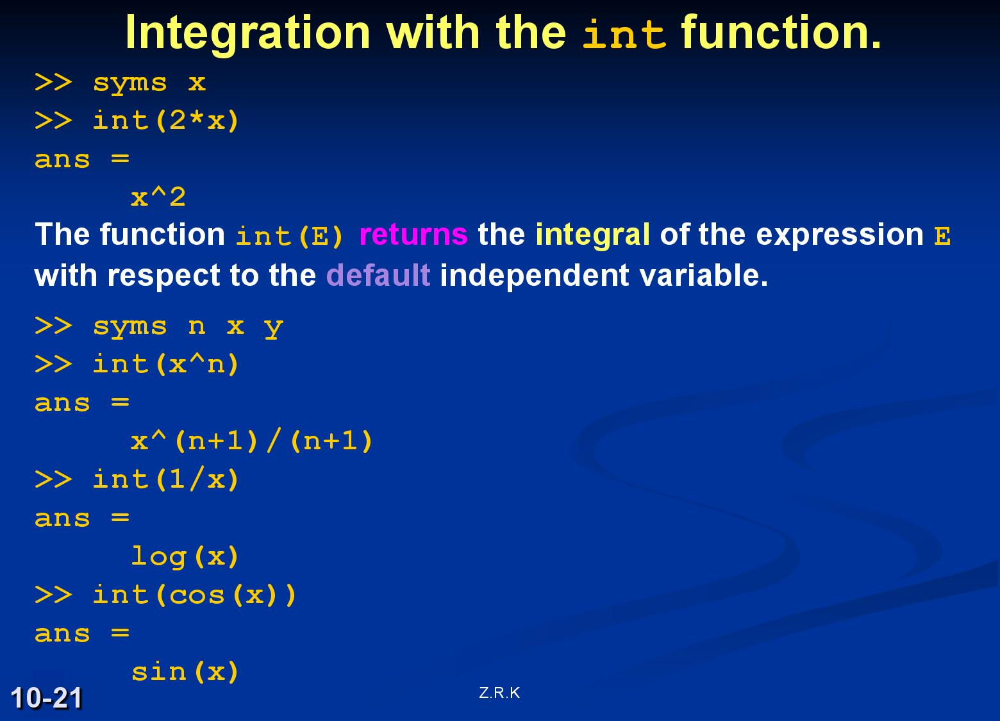 Integration with the int function.
>> syms x
>> int(2*x)
ans =
x^2
The function int(E) returns the integral of the expression E
with respect to the default independent variable.
>> syms n x y
>> int(x^n)
ans =
x^(n+1)/(n+1)
>> int(1/x)
ans =
log(x)
>> int(cos(x))
ans =
sin(x)
10-21
Z.R.K